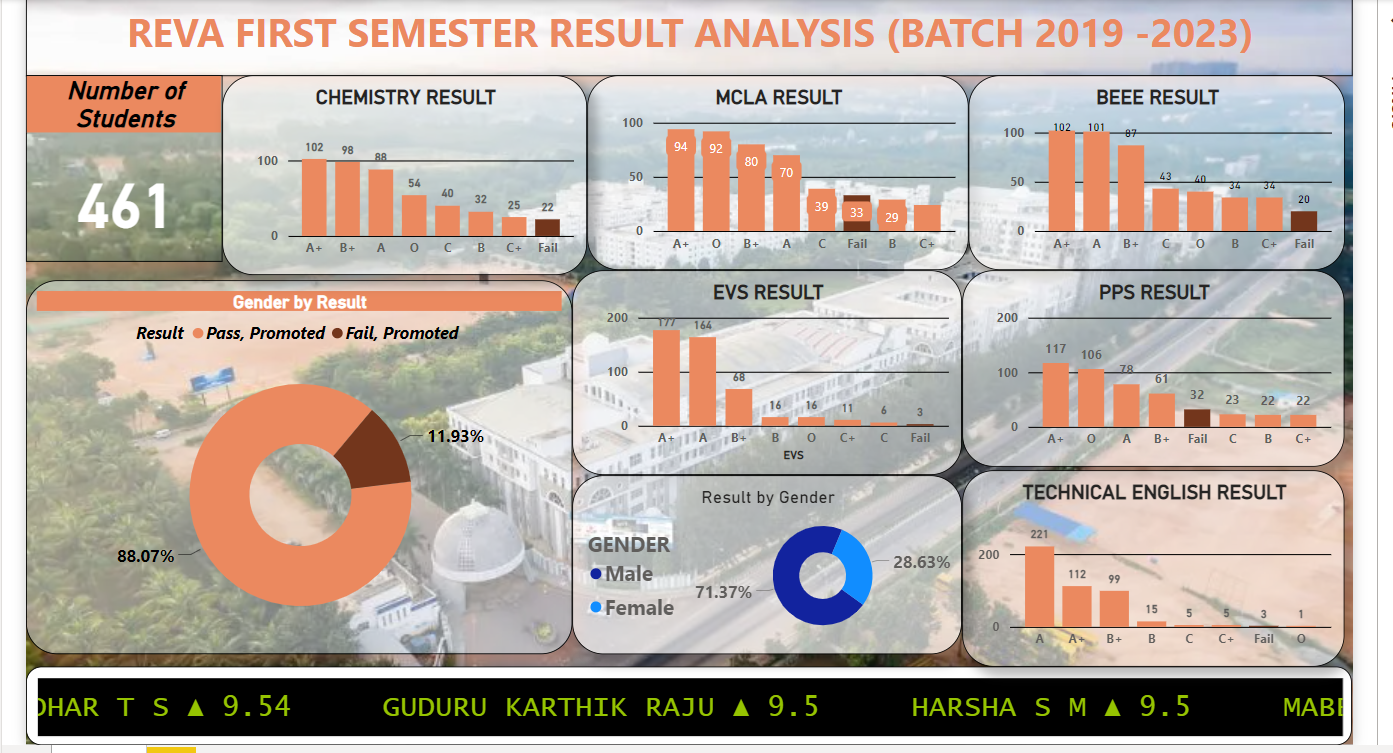 REVA FIRST SEMESTER RESULT ANALYSIS (BATCH 2019 -2023)
Number of
Students
461
CHEMISTRY RESULT
100
0
102 98 88 54 40 32 25 22
A+ B+ A O C B C+ Fail
MCLA RESULT
100
50
0
94 92 80 70 39 33 29
A+ O B+ A C Fail B C+
BEEE RESULT
100
50
0
102 101 87 43 40 34 34 20
A+ A B+ C O B C+ Fail
Gender by Result
Result Pass, Promoted Fail, Promoted
11.93%
88.07%
EVS RESULT
200
100
0
177 164 68 16 16 11 6 3
A+ A B+ B O C+ C Fail
EVS
PPS RESULT
200
100
0
117 106 78 61 32 23 22 22
A+ O A B+ Fail C B C+
Result by Gender
GENDER
Male
Female
71.37%
28.63%
TECHNICAL ENGLISH RESULT
200
0
221 112 99 15 5 5 3 1
A A+ B+ B C C+ Fail O
DHAR T S ▲ 9.54 GUDURU KARTHIK RAJU ▲ 9.5 HARSHA S M ▲ 9.5